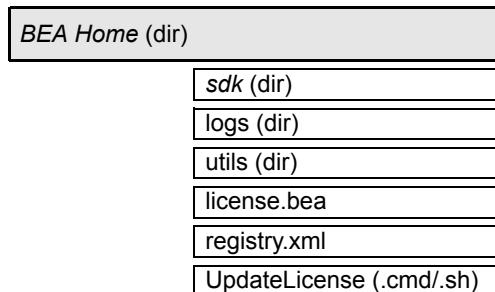 BEA Home (dir)
sdk (dir)
logs (dir)
utils (dir)
license.bea
registry.xml
UpdateLicense (.cmd/.sh)